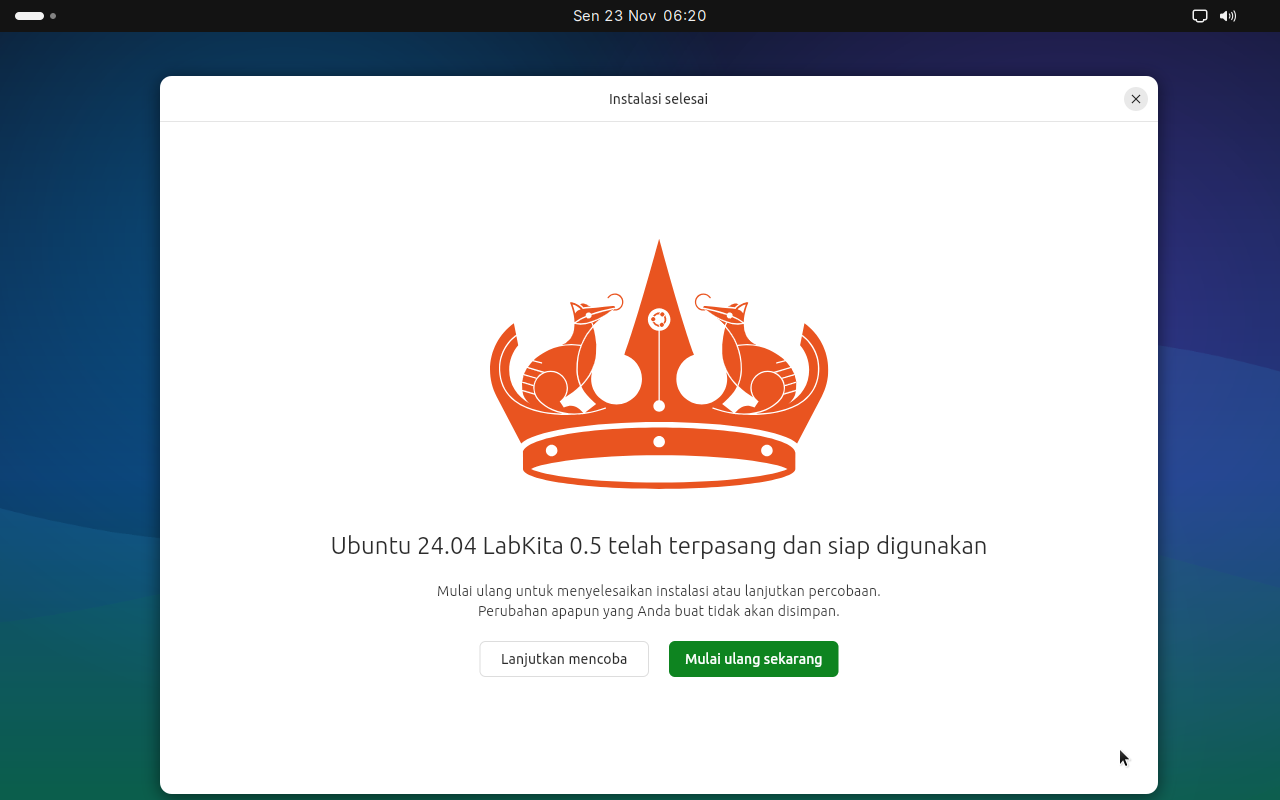 Sen 23 Nov 06:20
Instalasi selesai
Ubuntu 24.04 LabKita 0.5 telah terpasang dan siap digunakan
Mulai ulang untuk menyelesaikan instalasi atau lanjutkan percobaan.
Perubahan apapun yang Anda buat tidak akan disimpan.
Lanjutkan mencoba
Mulai ulang sekarang